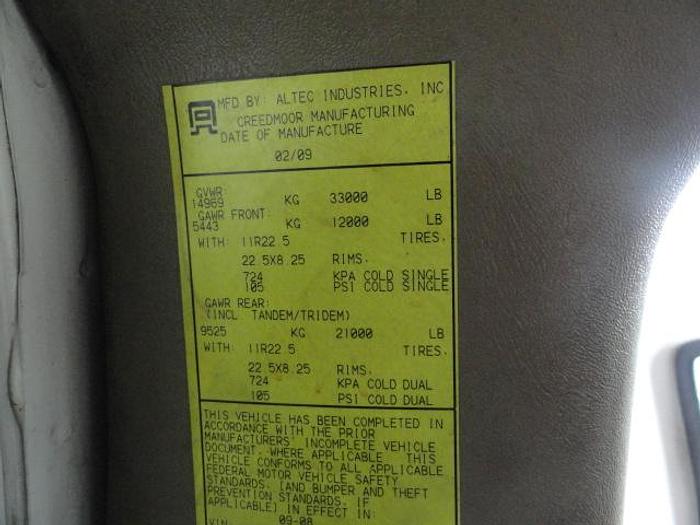 MFD BY: ALTEC INDUSTRIES, INC
CREEDMOOR MANUFACTURING
DATE OF MANUFACTURE
02/09
GVWR:
14969 KG 33000 LB
GAWR FRONT:
5443 KG 12000 LB
WITH: 11R22.5 TIRES,
22.5X8.25 RIMS,
724 KPA COLD SINGLE
105 PSI COLD SINGLE
GAWR REAR:
(INCL TANDEM/TRIDEM)
9525 KG 21000 LB
WITH: 11R22.5 TIRES,
22.5X8.25 RIMS,
724 KPA COLD DUAL
105 PSI COLD DUAL
THIS VEHICLE HAS BEEN COMPLETED IN
ACCORDANCE WITH THE PRIOR
MANUFACTURERS' INCOMPLETE VEHICLE
DOCUMENT, WHERE APPLICABLE. THIS
VEHICLE CONFORMS TO ALL APPLICABLE
FEDERAL MOTOR VEHICLE SAFETY
STANDARDS, [AND BUMPER AND THEFT
PREVENTION STANDARDS, IF
APPLICABLE] IN EFFECT IN:
09-08